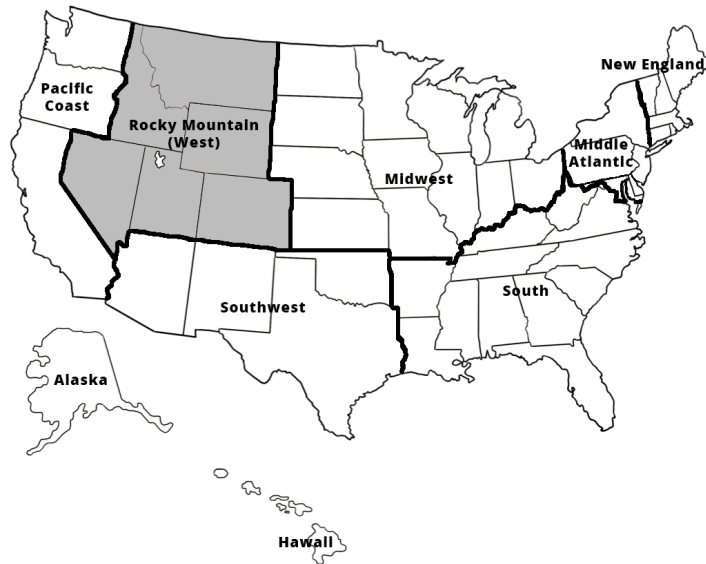 New England
Pacific
Coast
Rocky Mountain
(West)
Middle
Atlantic
Midwest
South
Southwest
Alaska
Hawaii